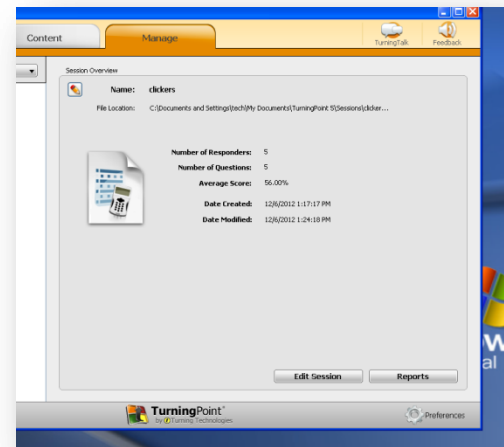 Content
Manage
TurningTalk
Feedback
Session Overview
Name: clickers
File Location: C:\Documents and Settings\tech\My Documents\TurningPoint 5\Sessions\clicker...
Number of Responders: 5
Number of Questions: 5
Average Score: 56.00%
Date Created: 12/6/2012 1:17:17 PM
Date Modified: 12/6/2012 1:24:18 PM
Edit Session
Reports
TurningPoint
by Turning Technologies
Preferences